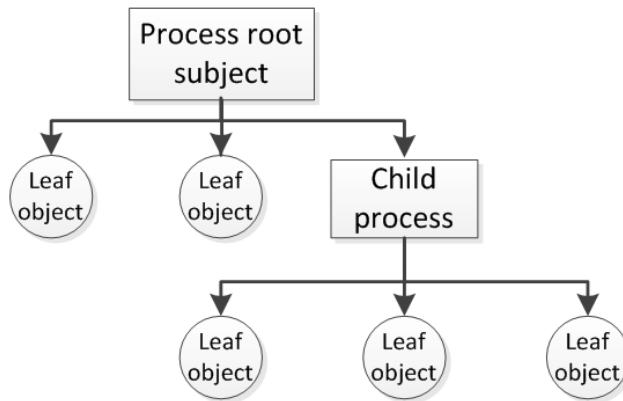 Process root
subject
Leaf
object
Leaf
object
Child
process
Leaf
object
Leaf
object
Leaf
object